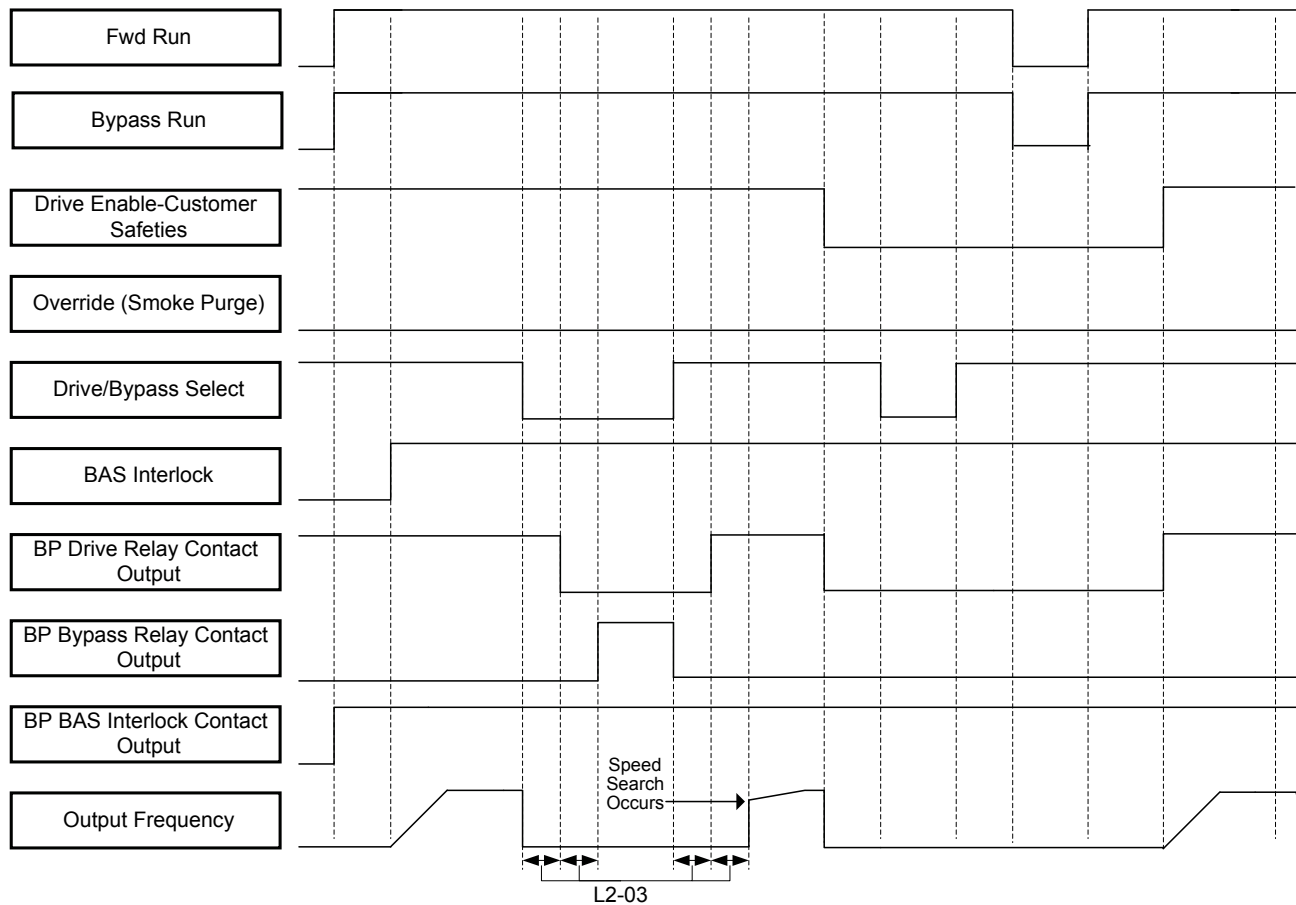 Fwd Run
Bypass Run
Drive Enable-Customer
Safeties
Override (Smoke Purge)
Drive/Bypass Select
BAS Interlock
BP Drive Relay Contact
Output
BP Bypass Relay Contact
Output
BP BAS Interlock Contact
Output
Speed
Search
Occurs
Output Frequency
L2-03